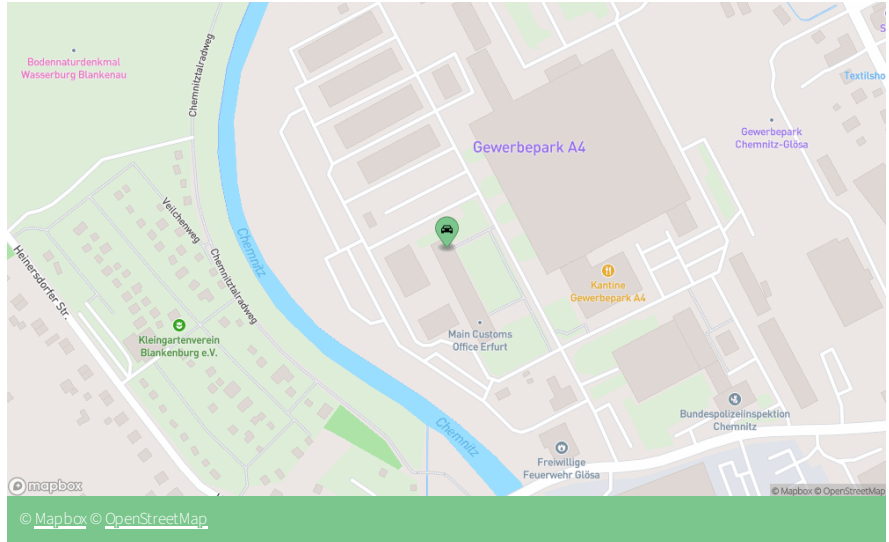 Bodennaturdenkmal
Wasserburg Blankenau
Chemnitztalradweg
Gewerbepark A4
Textilsho
Gewerbepark
Chemnitz-Glösa
Veilchenweg
Chemnitz
Heinersdorfer Str.
Chemnitztalradweg
Kantine
Gewerbepark A4
Kleingartenverein
Blankenburg e.V.
Main Customs
Office Erfurt
Bundespolizeiinspektion
Chemnitz
Chemnitz
Freiwillige
Feuerwehr Glösa
mapbox
© Mapbox © OpenStreetMap
© Mapbox © OpenStreetMap